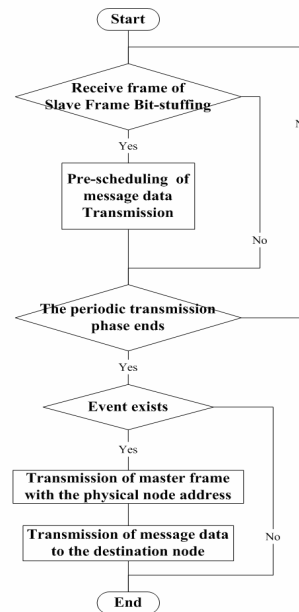 Start
Receive frame of
Slave Frame Bit-stuffing
Yes
Pre-scheduling of
message data
Transmission
No
The periodic transmission
phase ends
Yes
Event exists
Yes
Transmission of master frame
with the physical node address
Transmission of message data
to the destination node
No
End